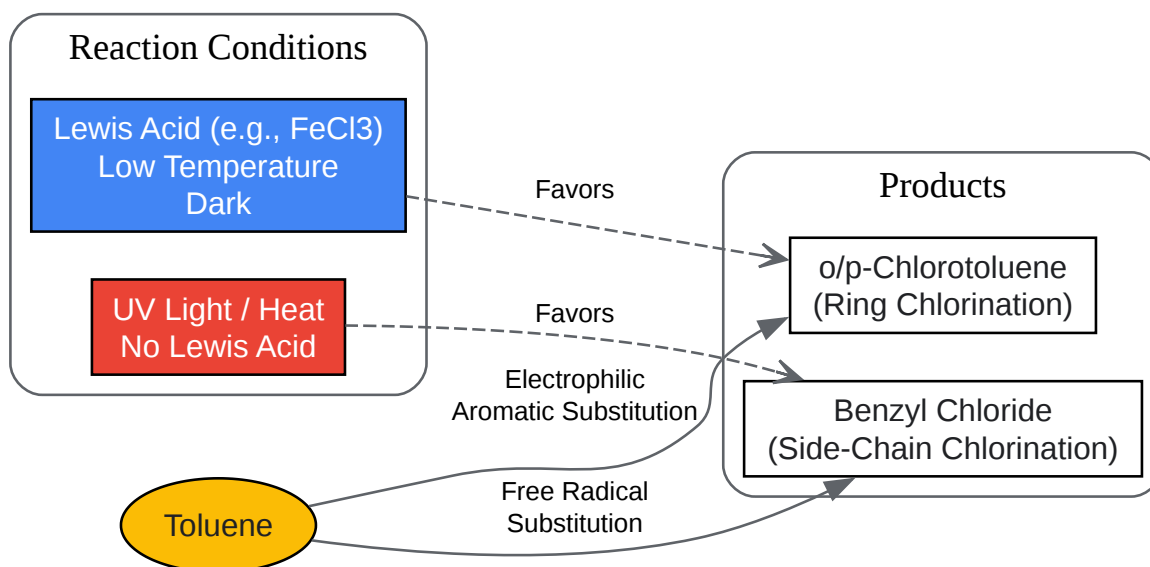 Reaction Conditions
Lewis Acid (e.g., FeCl3)
Low Temperature
Dark
UV Light / Heat
No Lewis Acid
Favors
Favors
Products
o/p-Chlorotoluene
(Ring Chlorination)
Benzyl Chloride
(Side-Chain Chlorination)
Electrophilic
Aromatic Substitution
Free Radical
Substitution
Toluene